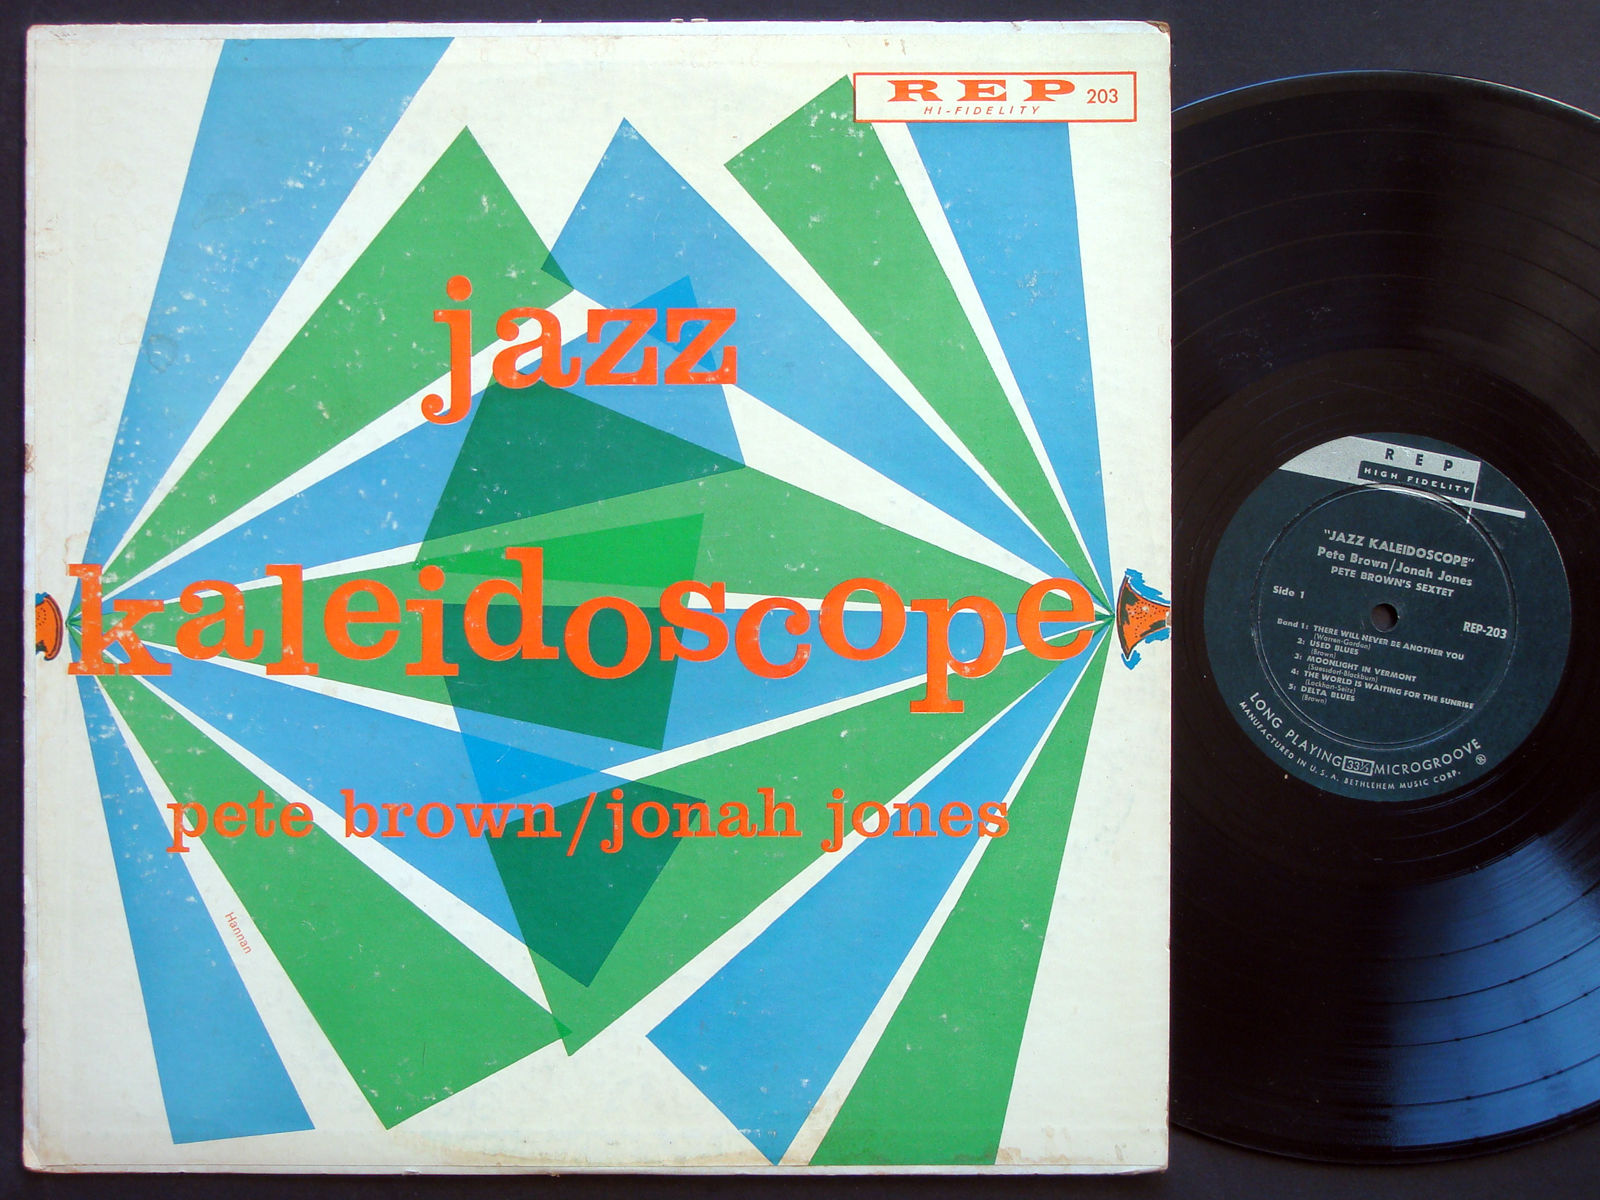 REP 203
HI-FIDELITY
jazz
kaleidoscope
pete brown/jonah jones
Hannan
REP
HIGH FIDELITY
"JAZZ KALEIDOSCOPE"
Pete Brown/Jonah Jones
PETE BROWN'S SEXTET
Side 1
REP-203
Band 1: THERE WILL NEVER BE ANOTHER YOU
(Warren-Gordon)
2: USED BLUES
(Brown)
3: MOONLIGHT IN VERMONT
(Suessdorf-Blackburn)
4: THE WORLD IS WAITING FOR THE SUNRISE
(Lockhart-Seitz)
5: DELTA BLUES
(Brown)
LONG PLAYING 33⅓ MICROGROOVE ®
MANUFACTURED IN U. S. A. BETHLEHEM MUSIC CORP.